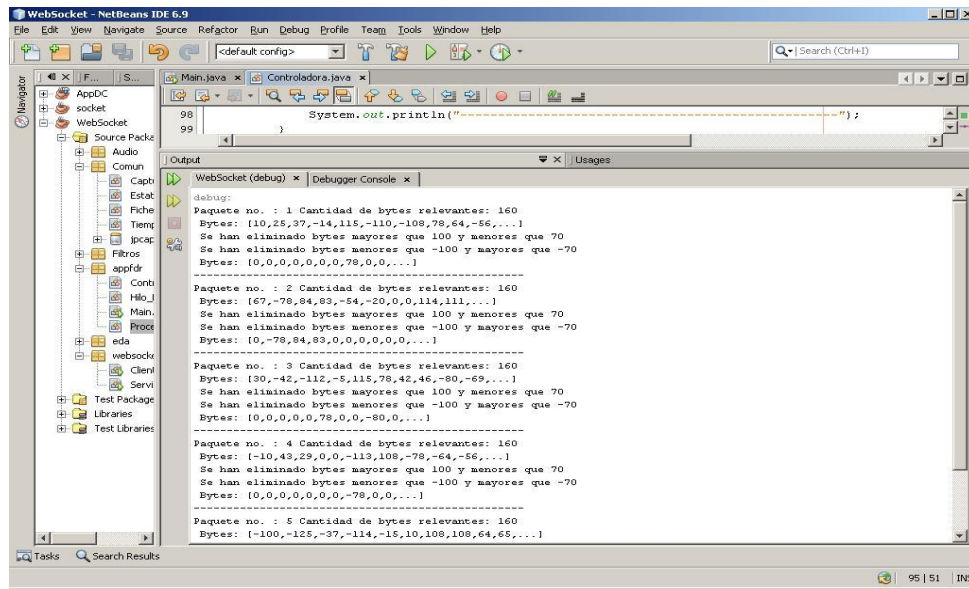 WebSocket - NetBeans IDE 6.9
File Edit View Navigate Source Refactor Run Debug Profile Team Tools Window Help
<default config>
Search (Ctrl+I)
Navigator
F...
S...
Main.java
Controladora.java
AppDC
socket
WebSocket
Source Packa
Audio
Comun
Captu
Estat
Fiche
Tiemp
jpcap
Filtros
appfdr
Contr
Hilo_l
Main.
Proce
eda
websocke
Client
Servi
Test Package
Libraries
Test Libraries
98 System.out.println("------------------------------------------------");
99 }
Output
Usages
WebSocket (debug)
Debugger Console
debug:
Paquete no. : 1 Cantidad de bytes relevantes: 160
Bytes: [10,25,37,-14,115,-110,-108,78,64,-56,...]
Se han eliminado bytes mayores que 100 y menores que 70
Se han eliminado bytes menores que -100 y mayores que -70
Bytes: [0,0,0,0,0,0,0,78,0,0,...]
------------------------------------------------
Paquete no. : 2 Cantidad de bytes relevantes: 160
Bytes: [67,-78,84,83,-54,-20,0,0,114,111,...]
Se han eliminado bytes mayores que 100 y menores que 70
Se han eliminado bytes menores que -100 y mayores que -70
Bytes: [0,-78,84,83,0,0,0,0,0,0,...]
------------------------------------------------
Paquete no. : 3 Cantidad de bytes relevantes: 160
Bytes: [30,-42,-112,-5,115,78,42,46,-80,-69,...]
Se han eliminado bytes mayores que 100 y menores que 70
Se han eliminado bytes menores que -100 y mayores que -70
Bytes: [0,0,0,0,0,78,0,0,-80,0,...]
------------------------------------------------
Paquete no. : 4 Cantidad de bytes relevantes: 160
Bytes: [-10,43,29,0,0,-113,108,-78,-64,-56,...]
Se han eliminado bytes mayores que 100 y menores que 70
Se han eliminado bytes menores que -100 y mayores que -70
Bytes: [0,0,0,0,0,0,0,-78,0,0,...]
------------------------------------------------
Paquete no. : 5 Cantidad de bytes relevantes: 160
Bytes: [-100,-125,-37,-114,-15,10,108,108,64,65,...]
Tasks
Search Results
95 | 51
INS